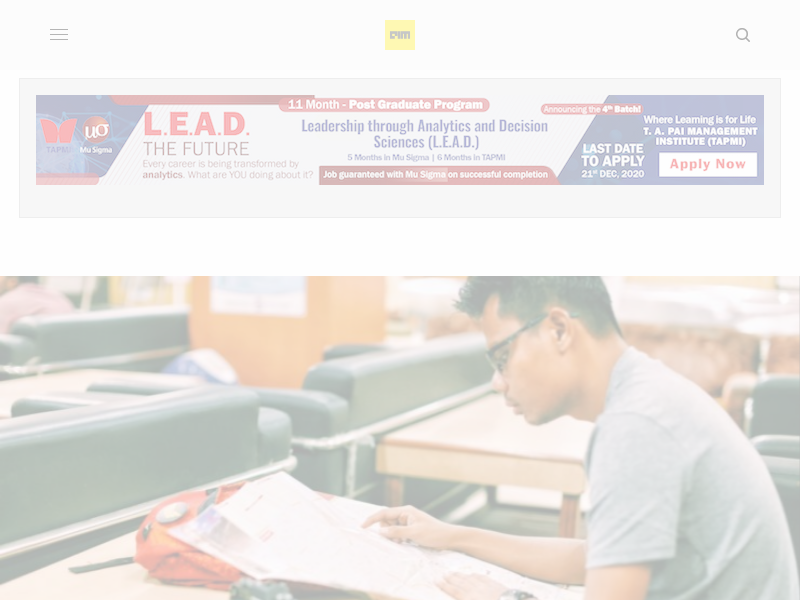 AIM
11 Month - Post Graduate Program
Announcing the 4th Batch!
L.E.A.D.
THE FUTURE
Every career is being transformed by
analytics. What are YOU doing about it?
TAPMI
μσ
Mu Sigma
Leadership through Analytics and Decision
Sciences (L.E.A.D.)
5 Months in Mu Sigma | 6 Months in TAPMI
Job guaranteed with Mu Sigma on successful completion
LAST DATE
TO APPLY
21st DEC, 2020
Where Learning is for Life
T. A. PAI MANAGEMENT
INSTITUTE (TAPMI)
Apply Now